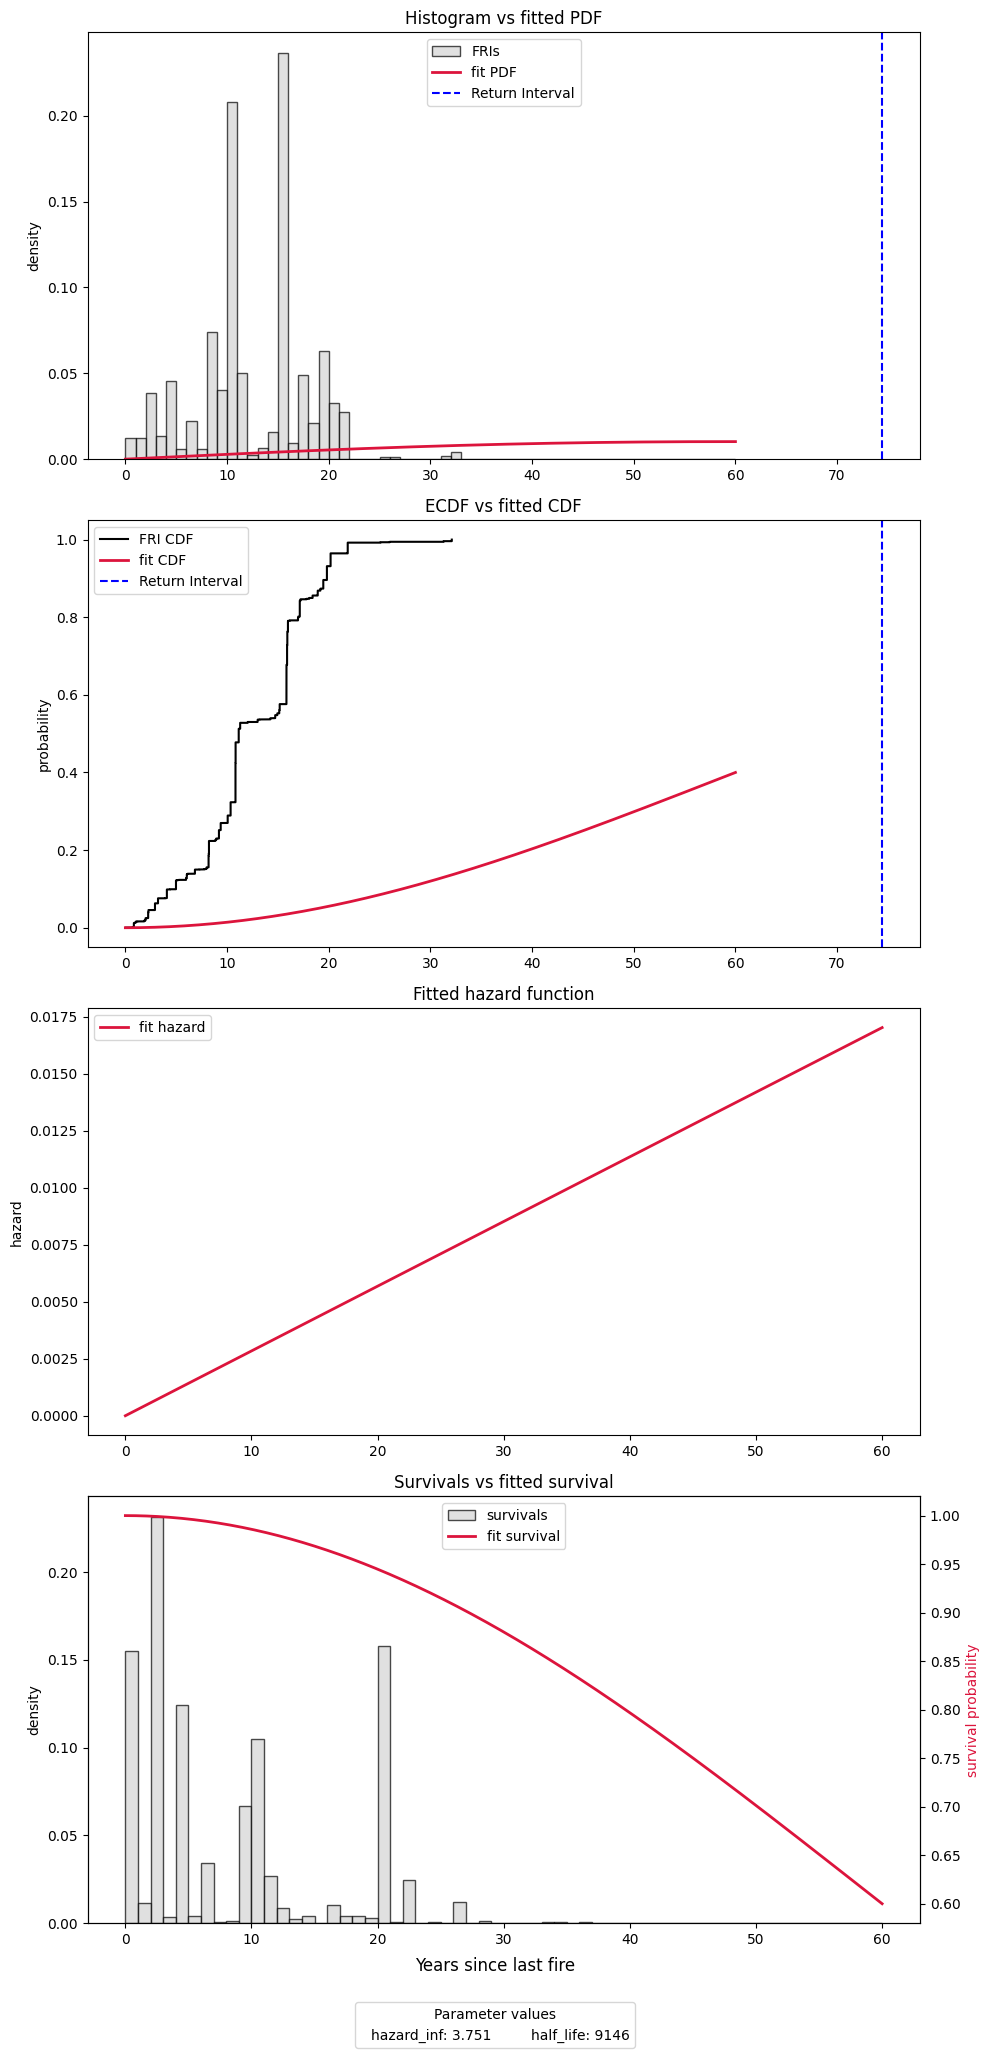 Histogram vs fitted PDF
FRIs
fit PDF
Return Interval
density
0.20
0.15
0.10
0.05
0.00
0 10 20 30 40 50 60 70
ECDF vs fitted CDF
FRI CDF
fit CDF
Return Interval
probability
1.0
0.8
0.6
0.4
0.2
0.0
0 10 20 30 40 50 60 70
Fitted hazard function
fit hazard
hazard
0.0175
0.0150
0.0125
0.0100
0.0075
0.0050
0.0025
0.0000
0 10 20 30 40 50 60
Survivals vs fitted survival
survivals
fit survival
density
0.20
0.15
0.10
0.05
0.00
1.00
0.95
0.90
0.85
0.80
0.75
0.70
0.65
0.60
survival probability
0 10 20 30 40 50 60
Years since last fire
Parameter values
hazard_inf: 3.751 half_life: 9146